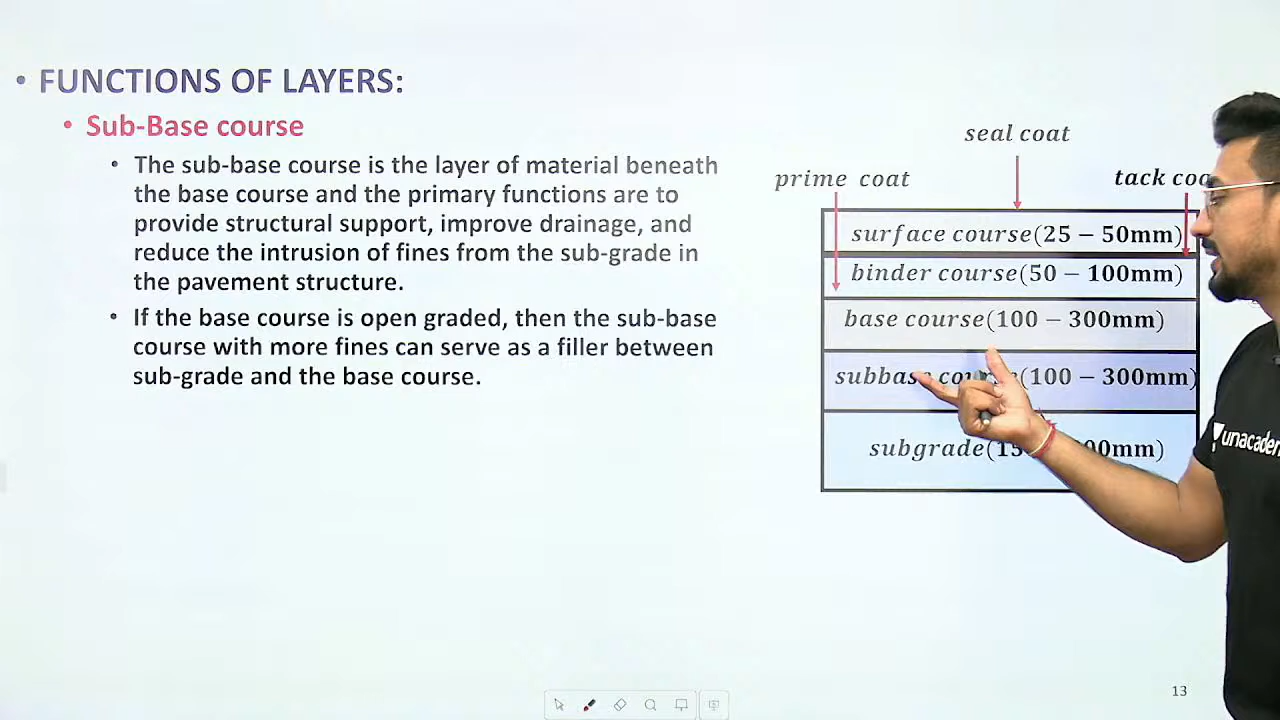 • FUNCTIONS OF LAYERS:
• Sub-Base course
• The sub-base course is the layer of material beneath
the base course and the primary functions are to
provide structural support, improve drainage, and
reduce the intrusion of fines from the sub-grade in
the pavement structure.
• If the base course is open graded, then the sub-base
course with more fines can serve as a filler between
sub-grade and the base course.
seal coat
prime coat
tack
surface course(25 − 50mm)
binder course(50 − 100mm)
base course(100 − 300mm)
(100 − 300mm)
subgrade
unacadem
13